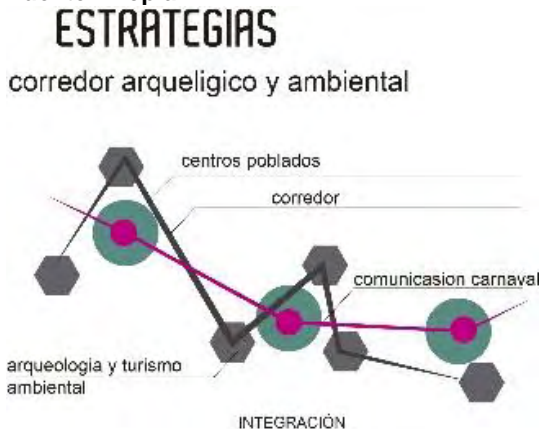 ESTRATEGIAS
corredor arqueligico y ambiental
centros poblados
corredor
comunicasion carnaval
arqueologia y turismo
ambiental
INTEGRACIÓN